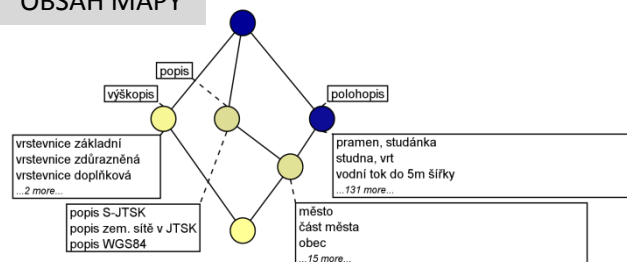 OBSAH MAPY
popis
výškopis
polohopis
vrstevnice základní
vrstevnice zdůrazněná
vrstevnice doplňková
...2 more...
pramen, studánka
studna, vrt
vodní tok do 5m šířky
...131 more...
popis S-JTSK
popis zem. sítě v JTSK
popis WGS84
město
část města
obec
...15 more...